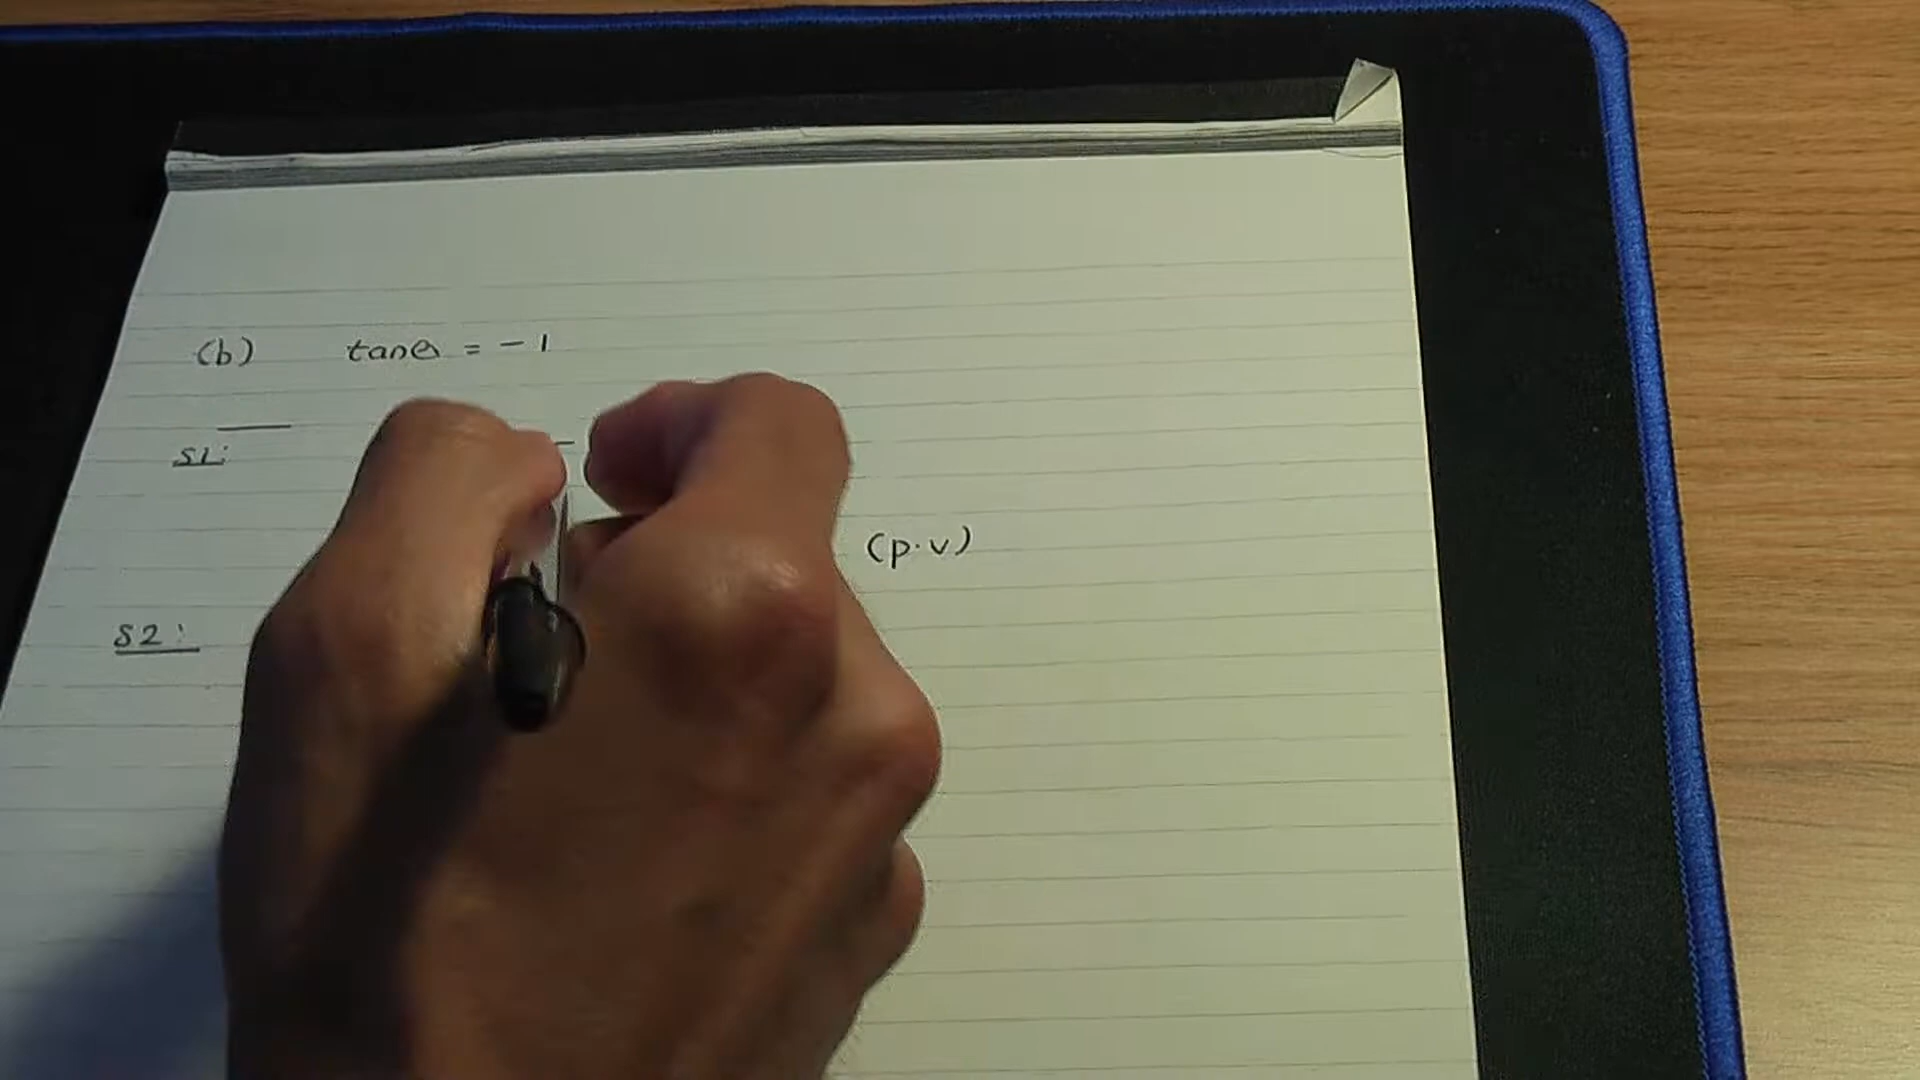 (b) tanθ = - 1
S1:
(p.v)
S2: